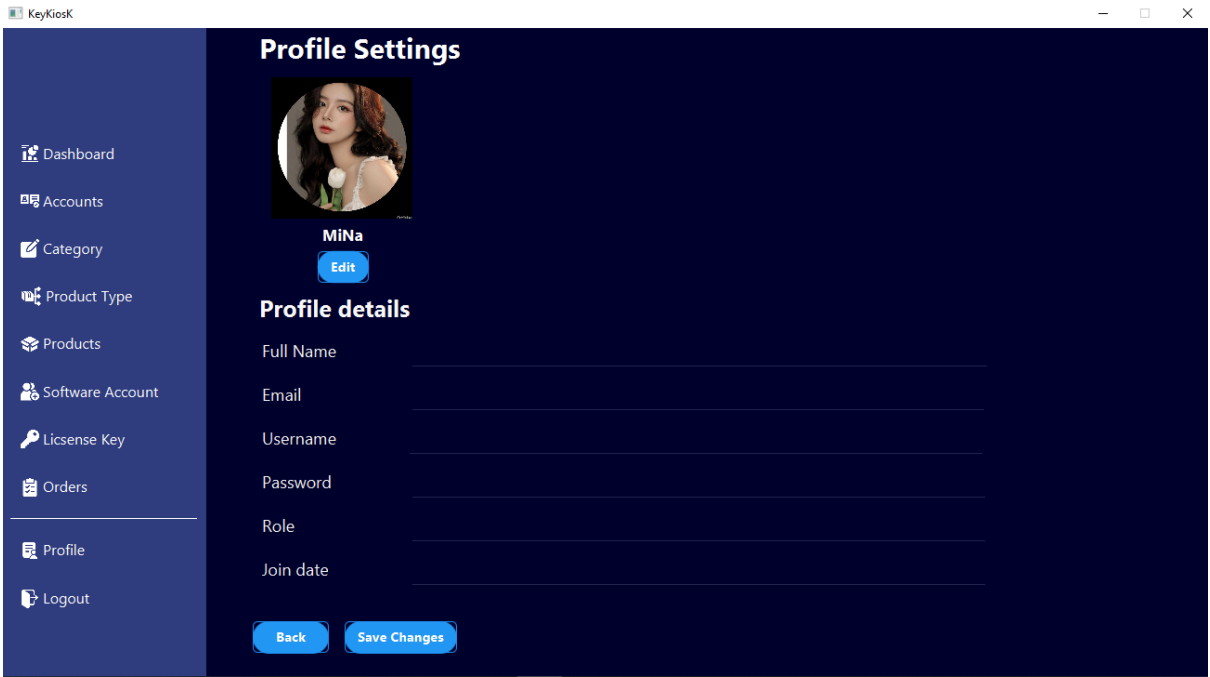 KeyKiosK
Dashboard
Accounts
Category
Product Type
Products
Software Account
Licsense Key
Orders
Profile
Logout
Profile Settings
MiNa
Edit
Profile details
Full Name
Email
Username
Password
Role
Join date
Back
Save Changes